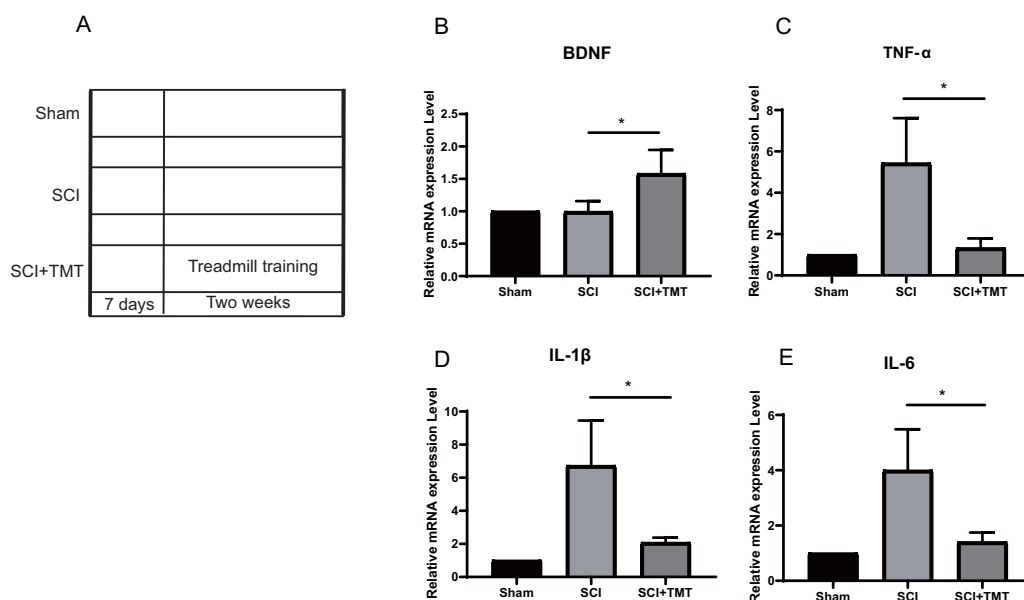 A
Sham
SCI
SCI+TMT
Treadmill training
7 days
Two weeks
B
BDNF
Relative mRNA expression Level
2.5
2.0
1.5
1.0
0.5
0.0
*
Sham
SCI
SCI+TMT
C
TNF-α
Relative mRNA expression Level
8
6
4
2
0
*
Sham
SCI
SCI+TMT
D
IL-1β
Relative mRNA expression Level
10
8
6
4
2
0
*
Sham
SCI
SCI+TMT
E
IL-6
Relative mRNA expression Level
6
4
2
0
*
Sham
SCI
SCI+TMT